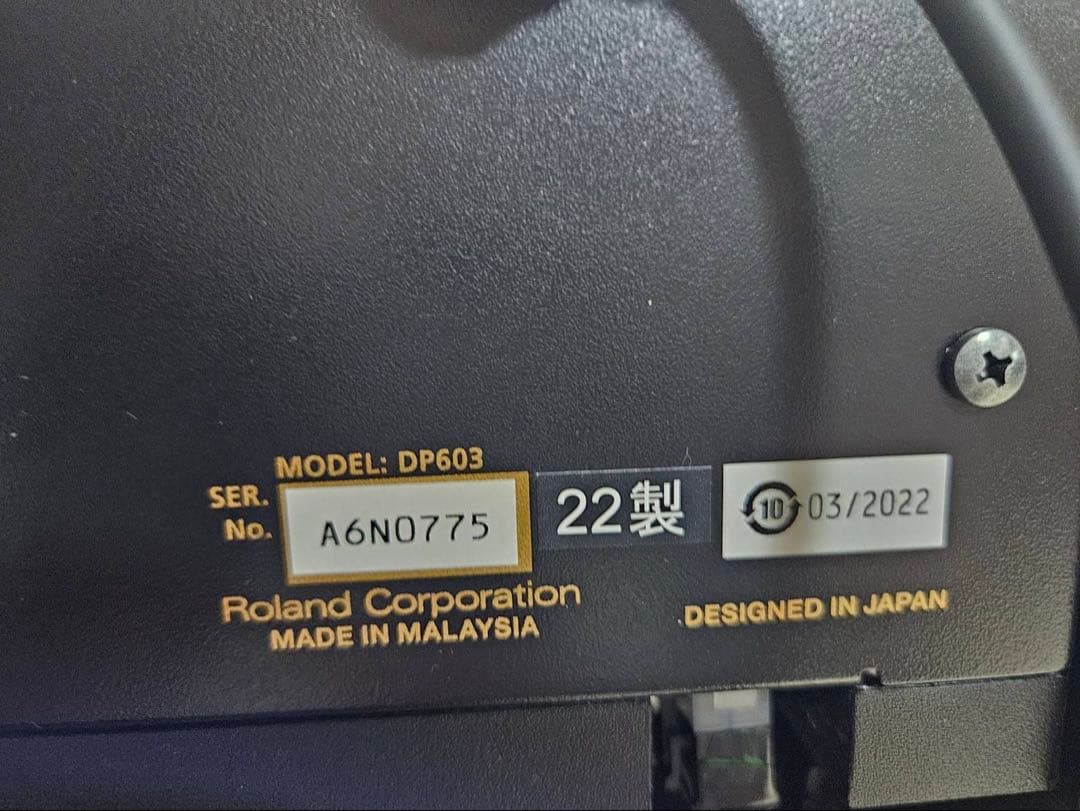 MODEL: DP603
SER. No. A6N0775
22製
10 03/2022
Roland Corporation
MADE IN MALAYSIA
DESIGNED IN JAPAN